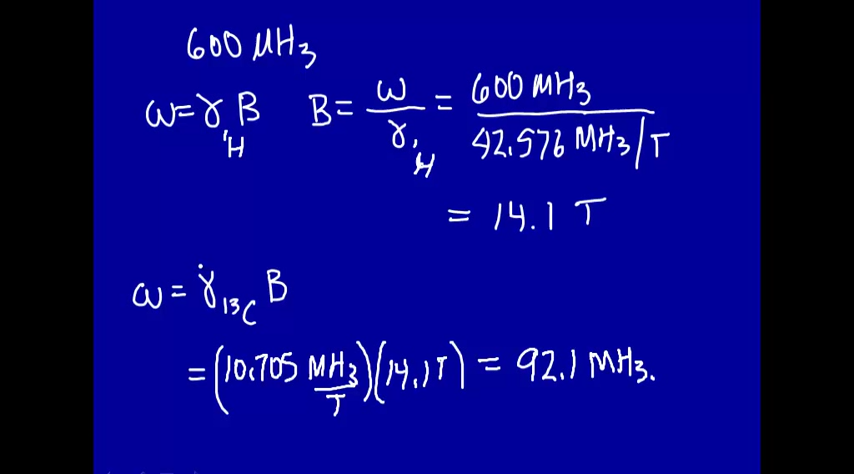 600 MHz
ω = γ¹H B   B = ω/γ¹H = 600 MHz / 42.576 MHz/T
= 14.1 T
ω = γ13C B
= (10.705 MHz/T)(14.1T) = 92.1 MHz.